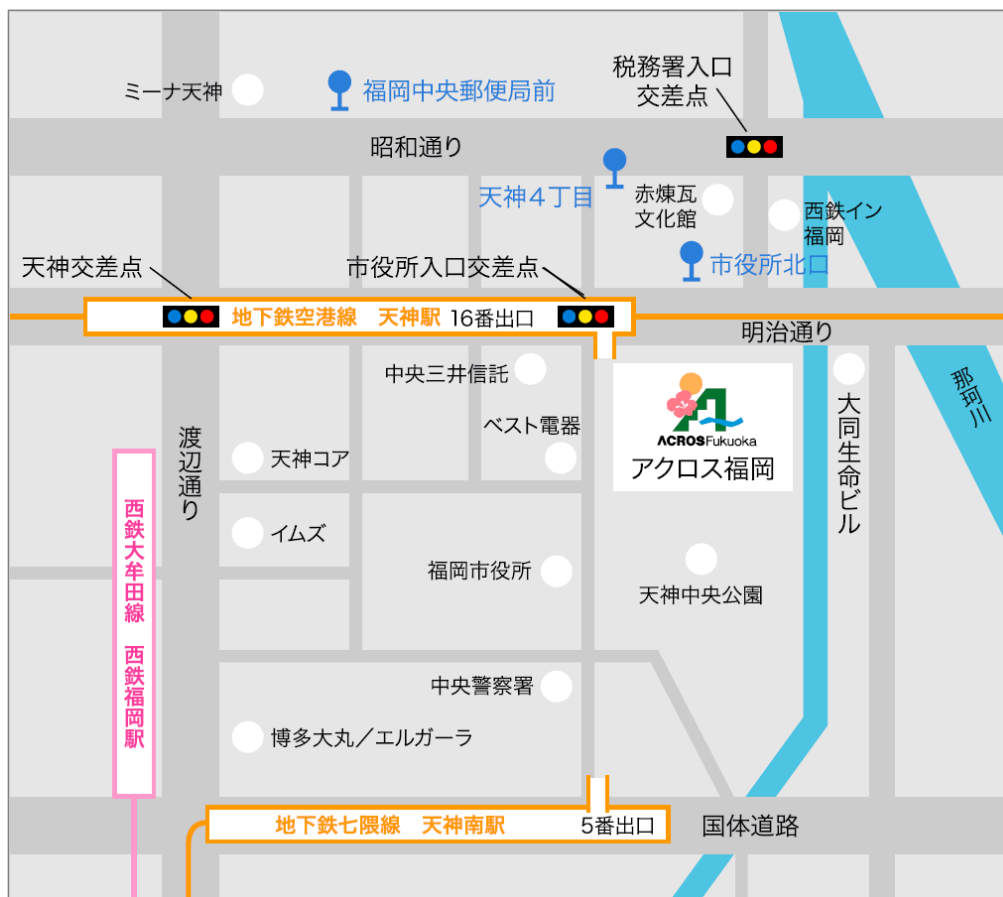 税務署入口
交差点
ミーナ天神
福岡中央郵便局前
昭和通り
天神4丁目
赤煉瓦
文化館
西鉄イン
福岡
市役所北口
天神交差点
市役所入口交差点
地下鉄空港線　天神駅 16番出口
明治通り
中央三井信託
那珂川
大同生命ビル
ACROS Fukuoka
アクロス福岡
ベスト電器
渡辺通り
天神コア
イムズ
西鉄大牟田線　西鉄福岡駅
福岡市役所
天神中央公園
中央警察署
博多大丸／エルガーラ
地下鉄七隈線　天神南駅
5番出口
国体道路